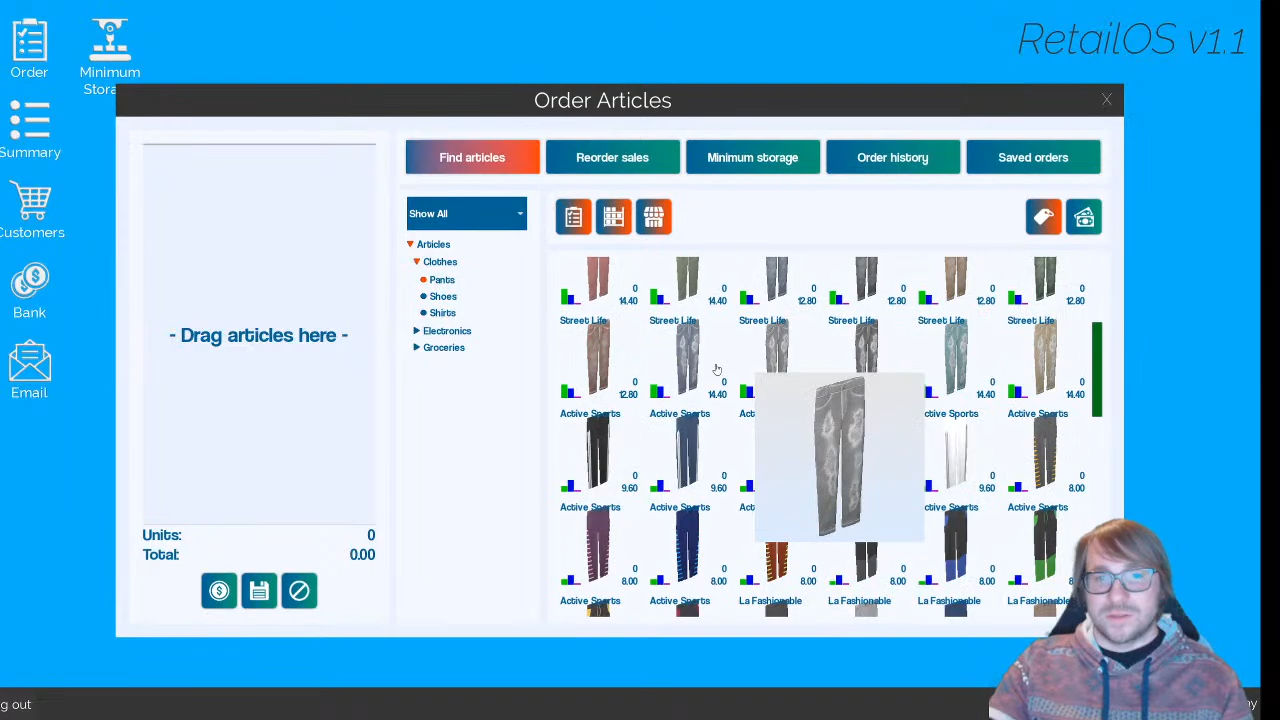 RetailOS v1.1
Order
Minimum
Stora
Summary
Customers
Bank
Email
Order Articles
X
Find articles
Reorder sales
Minimum storage
Order history
Saved orders
Show All
Articles
Clothes
Pants
Shoes
Shirts
Electronics
Groceries
- Drag articles here -
Units: 0
Total: 0.00
0 0 0 0 0 0
14.40 14.40 12.80 12.80 12.80 12.80
Street Life Street Life Street Life Street Life Street Life Street Life
0 0 0 0
12.80 14.40 14.40 14.40
Active Sports Active Sports Act ctive Sports Active Sports
0 0 0 0
9.60 9.60 9.60 8.00
Active Sports Active Sports Act ctive Sports Active Sports
0 0 0 0 0 0
8.00 8.00 8.00 8.00 8.00 8.00
Active Sports Active Sports La Fashionable La Fashionable La Fashionable La Fashionable
g out